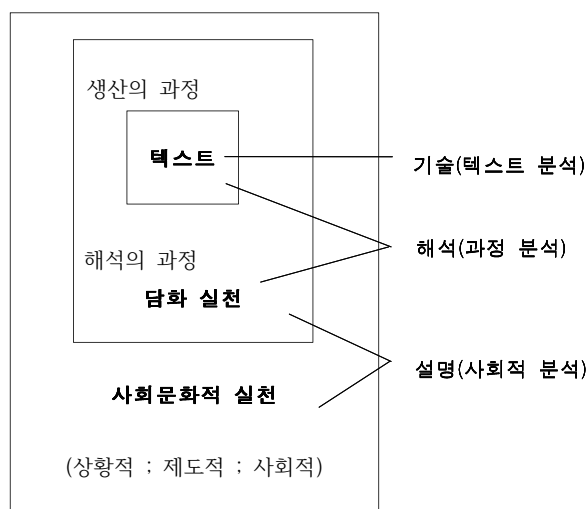 생산의 과정
텍스트
기술(텍스트 분석)
해석(과정 분석)
해석의 과정
담화 실천
설명(사회적 분석)
사회문화적 실천
(상황적 ; 제도적 ; 사회적)